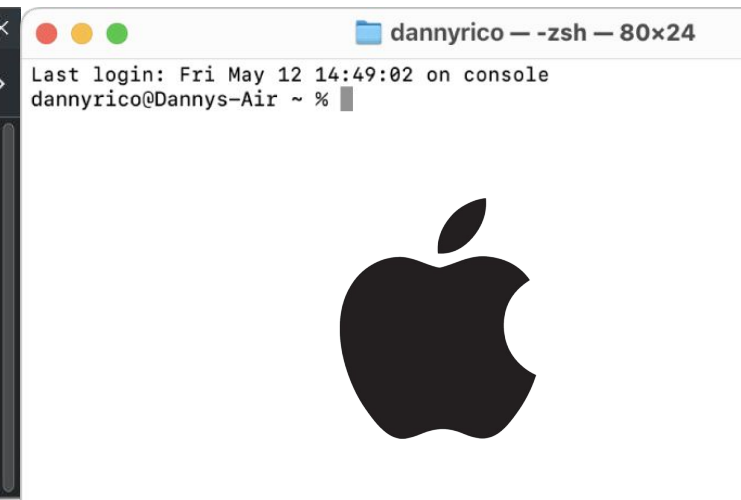 dannyrico — -zsh — 80×24
Last login: Fri May 12 14:49:02 on console
dannyrico@Dannys-Air ~ %